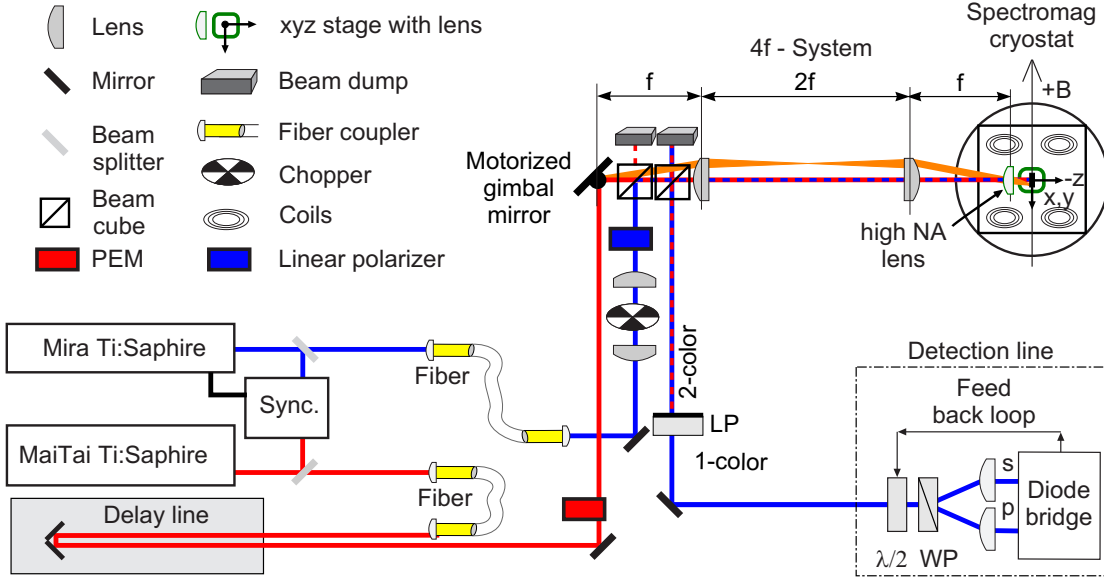 Lens
xyz stage with lens
Mirror
Beam dump
Beam
splitter
Fiber coupler
Chopper
Beam
cube
Coils
PEM
Linear polarizer
4f - System
f
2f
f
Spectromag
cryostat
+B
-z
x,y
Motorized
gimbal
mirror
high NA
lens
Mira Ti:Saphire
Sync.
MaiTai Ti:Saphire
Fiber
Fiber
Delay line
2-color
LP
1-color
Detection line
Feed
back loop
s
p
Diode
bridge
λ/2
WP